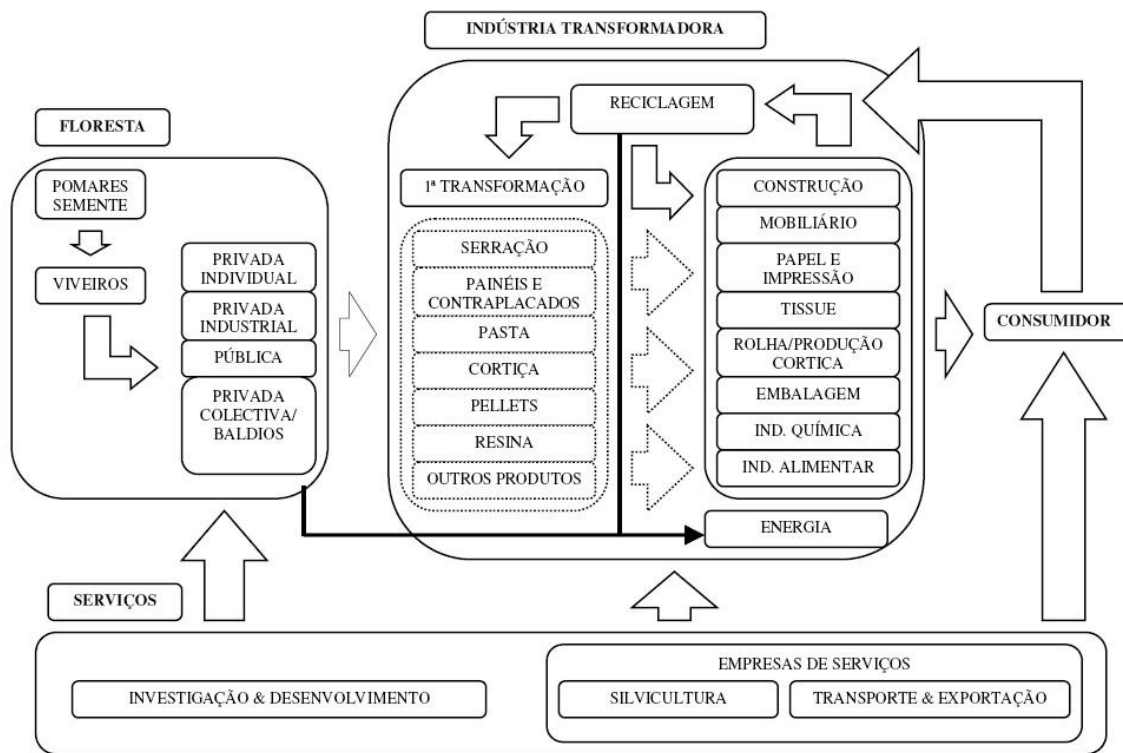 INDÚSTRIA TRANSFORMADORA
RECICLAGEM
FLORESTA
POMARES
SEMENTE
VIVEIROS
PRIVADA
INDIVIDUAL
PRIVADA
INDUSTRIAL
PÚBLICA
PRIVADA
COLECTIVA/
BALDIOS
1ª TRANSFORMAÇÃO
SERRAÇÃO
PAINÉIS E
CONTRAPLACADOS
PASTA
CORTIÇA
PELLETS
RESINA
OUTROS PRODUTOS
CONSTRUÇÃO
MOBILIÁRIO
PAPEL E
IMPRESSÃO
TISSUE
ROLHA/PRODUÇÃO
CORTIÇA
EMBALAGEM
IND. QUÍMICA
IND. ALIMENTAR
ENERGIA
CONSUMIDOR
SERVIÇOS
INVESTIGAÇÃO & DESENVOLVIMENTO
EMPRESAS DE SERVIÇOS
SILVICULTURA
TRANSPORTE & EXPORTAÇÃO